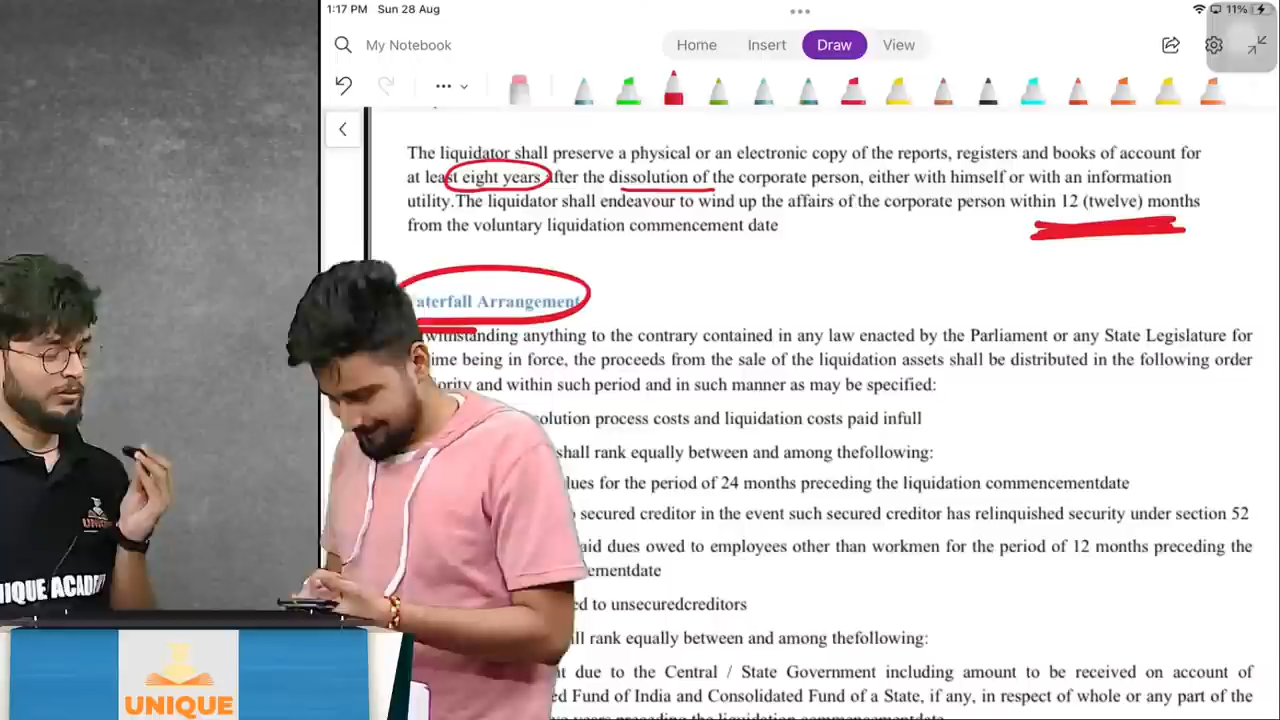 1:17 PM Sun 28 Aug
11%
My Notebook
Home Insert Draw View
The liquidator shall preserve a physical or an electronic copy of the reports, registers and books of account for
at least eight years after the dissolution of the corporate person, either with himself or with an information
utility.The liquidator shall endeavour to wind up the affairs of the corporate person within 12 (twelve) months
from the voluntary liquidation commencement date
aterfall Arrangement
withstanding anything to the contrary contained in any law enacted by the Parliament or any State Legislature for
ime being in force, the proceeds from the sale of the liquidation assets shall be distributed in the following order
iority and within such period and in such manner as may be specified:
solution process costs and liquidation costs paid infull
shall rank equally between and among thefollowing:
lues for the period of 24 months preceding the liquidation commencementdate
secured creditor in the event such secured creditor has relinquished security under section 52
aid dues owed to employees other than workmen for the period of 12 months preceding the
ementdate
ed to unsecuredcreditors
ll rank equally between and among thefollowing:
t due to the Central / State Government including amount to be received on account of
ed Fund of India and Consolidated Fund of a State, if any, in respect of whole or any part of the
years preceding the liquidation commencementdate
UNIQUE
NIQUE ACADEMY
UNIQUE